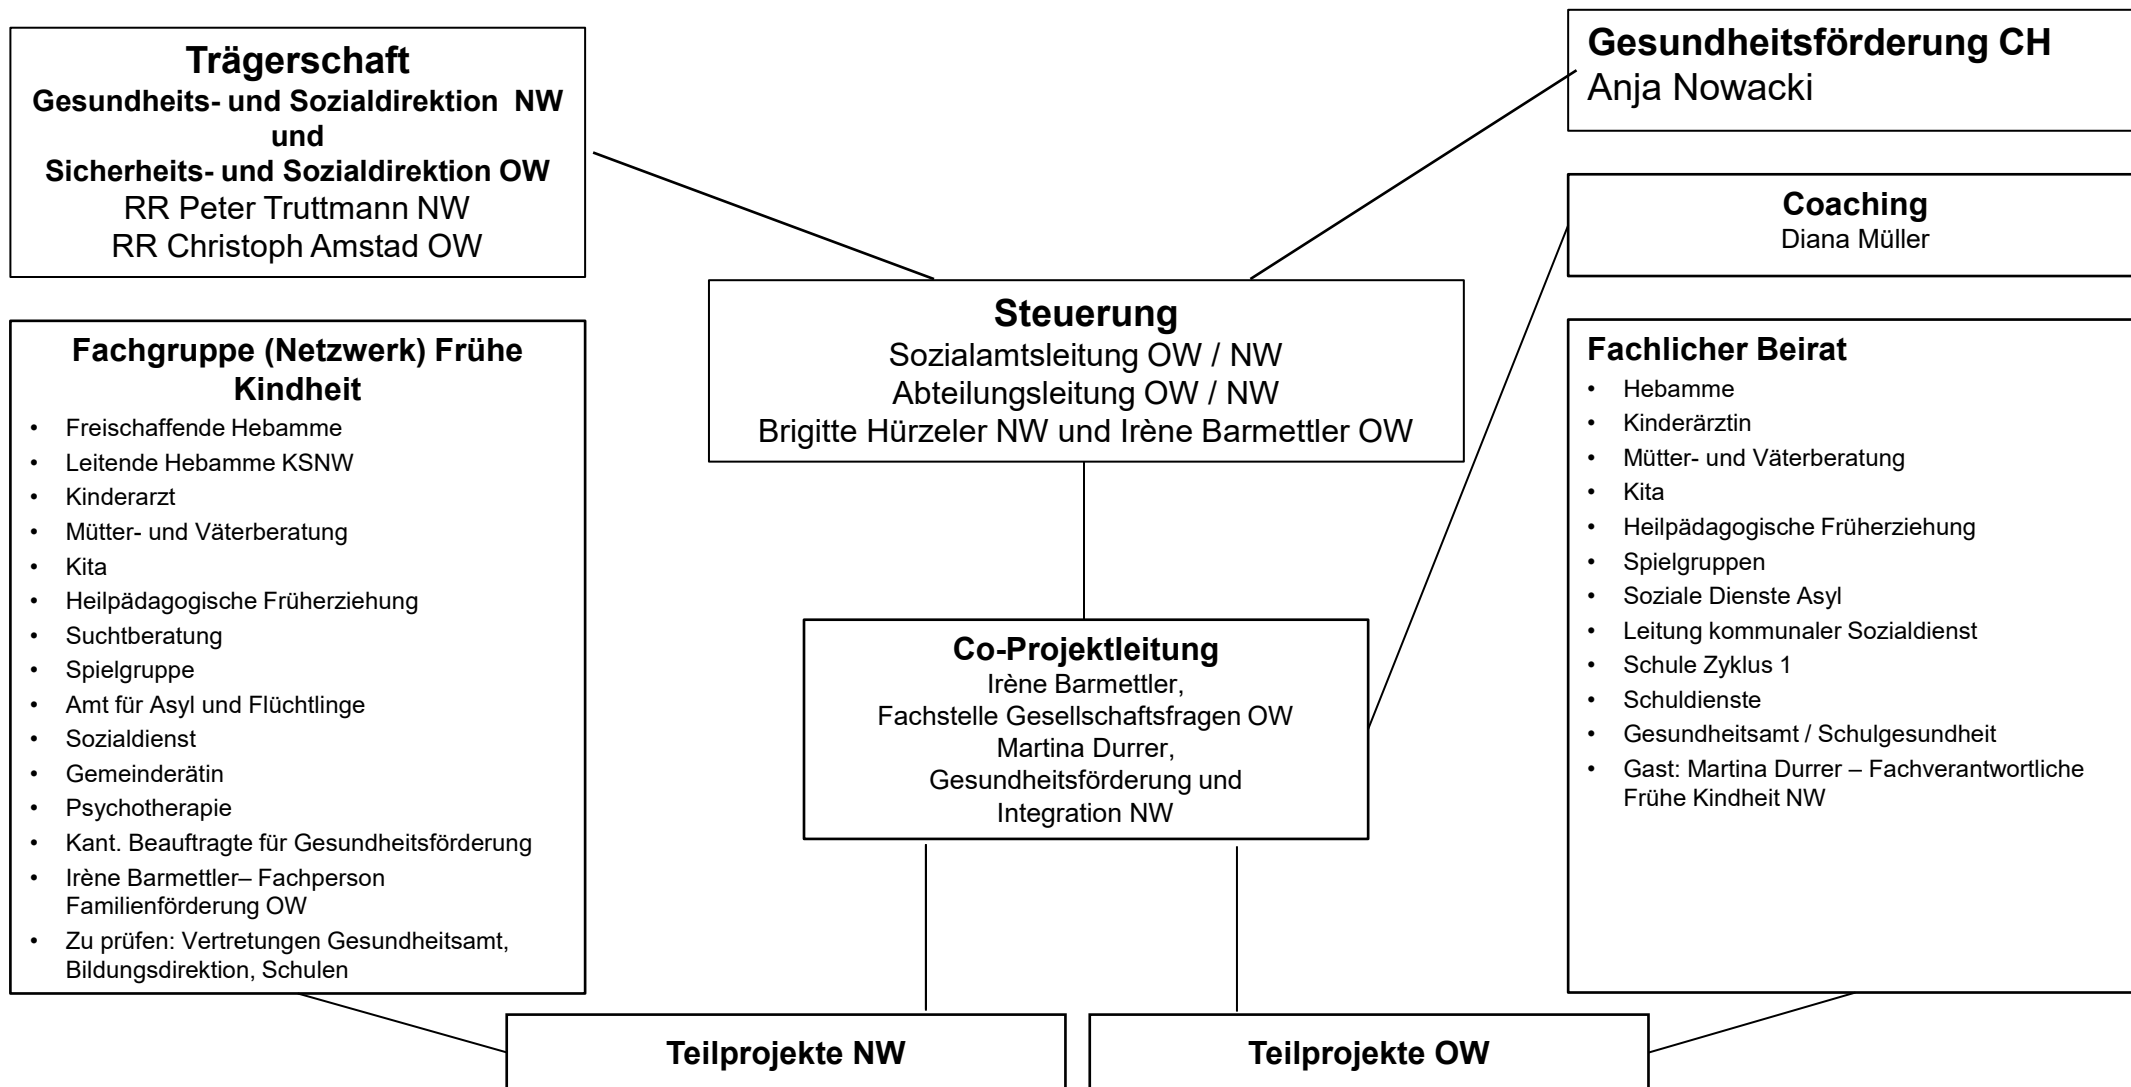 Trägerschaft
Gesundheits- und Sozialdirektion NW
und
Sicherheits- und Sozialdirektion OW
RR Peter Truttmann NW
RR Christoph Amstad OW
Gesundheitsförderung CH
Anja Nowacki
Coaching
Diana Müller
Steuerung
Sozialamtsleitung OW / NW
Abteilungsleitung OW / NW
Brigitte Hürzeler NW und Irène Barmettler OW
Fachgruppe (Netzwerk) Frühe
Kindheit
• Freischaffende Hebamme
• Leitende Hebamme KSNW
• Kinderarzt
• Mütter- und Väterberatung
• Kita
• Heilpädagogische Früherziehung
• Suchtberatung
• Spielgruppe
• Amt für Asyl und Flüchtlinge
• Sozialdienst
• Gemeinderätin
• Psychotherapie
• Kant. Beauftragte für Gesundheitsförderung
• Irène Barmettler– Fachperson
Familienförderung OW
• Zu prüfen: Vertretungen Gesundheitsamt,
Bildungsdirektion, Schulen
Co-Projektleitung
Irène Barmettler,
Fachstelle Gesellschaftsfragen OW
Martina Durrer,
Gesundheitsförderung und
Integration NW
Fachlicher Beirat
• Hebamme
• Kinderärztin
• Mütter- und Väterberatung
• Kita
• Heilpädagogische Früherziehung
• Spielgruppen
• Soziale Dienste Asyl
• Leitung kommunaler Sozialdienst
• Schule Zyklus 1
• Schuldienste
• Gesundheitsamt / Schulgesundheit
• Gast: Martina Durrer – Fachverantwortliche
Frühe Kindheit NW
Teilprojekte NW
Teilprojekte OW